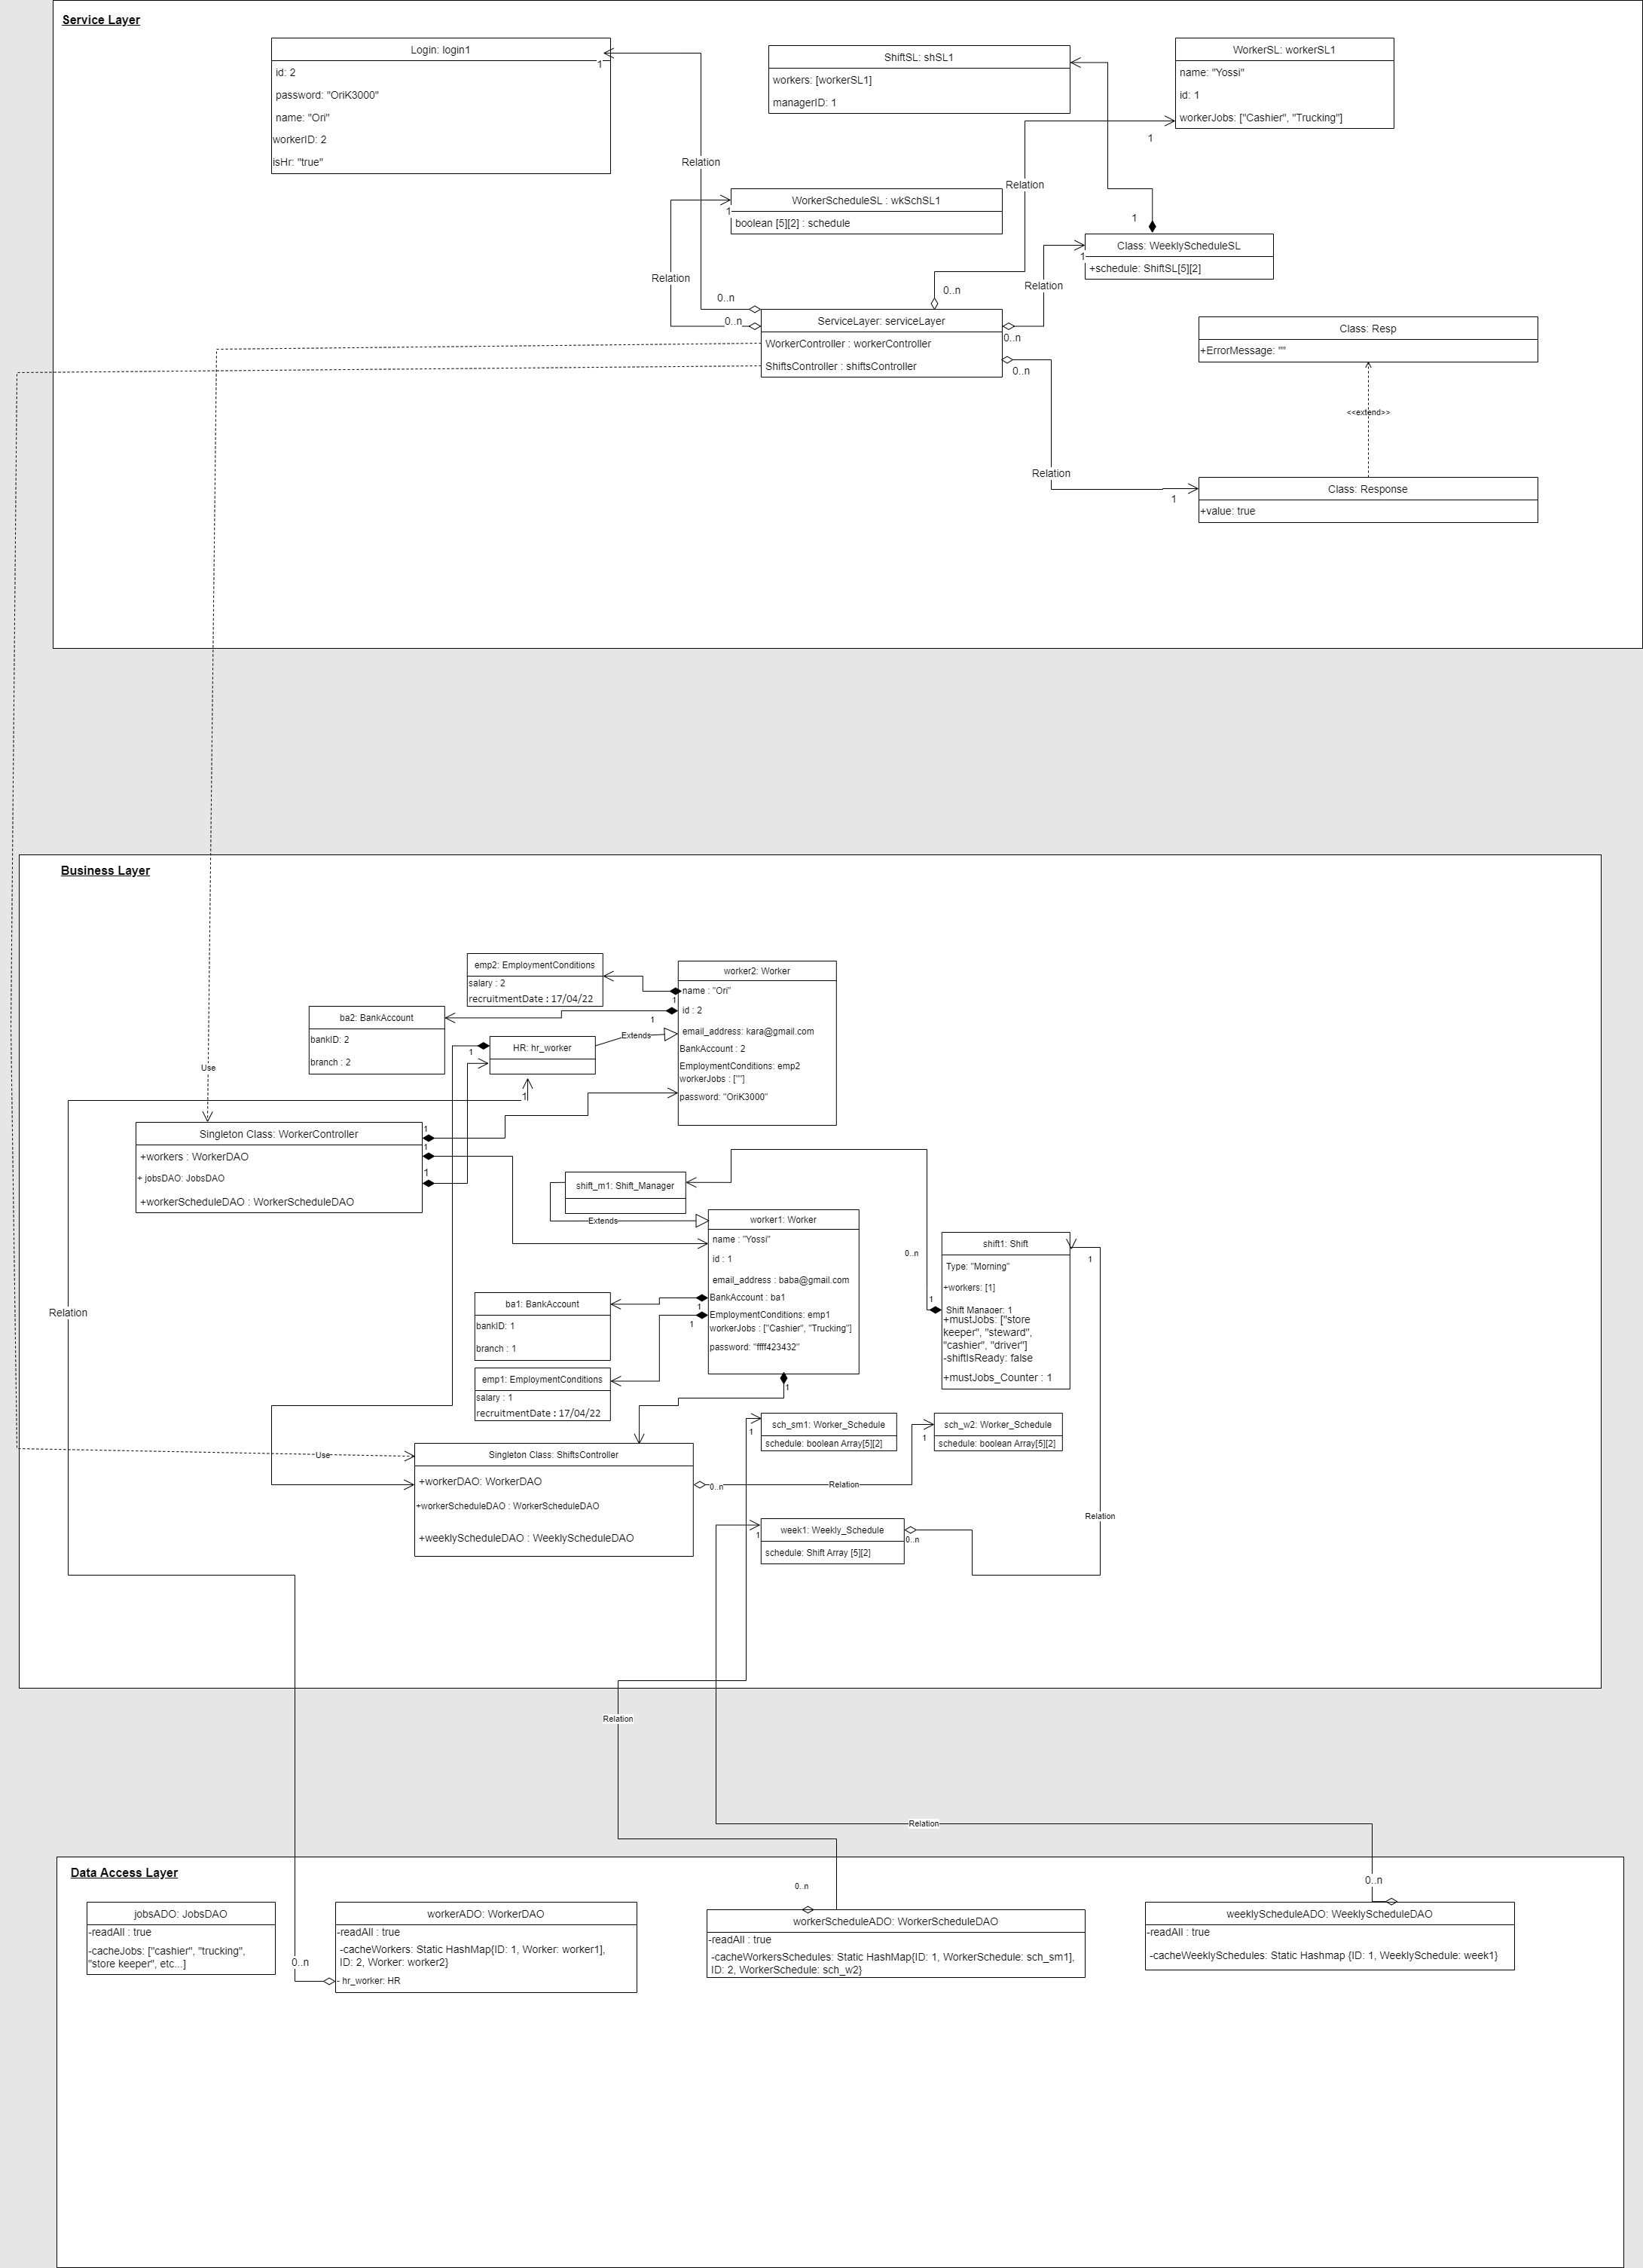 Service Layer
Login: login1
id: 2
password: "OriK3000"
name: "Ori"
workerID: 2
isHr: "true"
1
ShiftSL: shSL1
workers: [workerSL1]
managerID: 1
WorkerSL: workerSL1
name: "Yossi"
id: 1
workerJobs: ["Cashier", "Trucking"]
1
Relation
Relation
WorkerScheduleSL : wkSchSL1
1
boolean [5][2] : schedule
1
Class: WeeklyScheduleSL
1
+schedule: ShiftSL[5][2]
Relation
Relation
0..n
0..n
0..n
ServiceLayer: serviceLayer
WorkerController : workerController
ShiftsController : shiftsController
0..n
0..n
Class: Resp
+ErrorMessage: ""
<<extend>>
Relation
1
Class: Response
+value: true
Business Layer
emp2: EmploymentConditions
salary : 2
recruitmentDate : 17/04/22
worker2: Worker
name : "Ori"
id : 2
email_address: kara@gmail.com
BankAccount : 2
EmploymentConditions: emp2
workerJobs : [""]
password: "OriK3000"
1
1
ba2: BankAccount
bankID: 2
branch : 2
HR: hr_worker
Extends
1
1
Use
Singleton Class: WorkerController
+workers : WorkerDAO
+ jobsDAO: JobsDAO
+workerScheduleDAO : WorkerScheduleDAO
1
1
1
shift_m1: Shift_Manager
Extends
worker1: Worker
name : "Yossi"
id : 1
email_address : baba@gmail.com
BankAccount : ba1
EmploymentConditions: emp1
workerJobs : ["Cashier", "Trucking"]
password: "ffff423432"
1
1
1
0..n
1
shift1: Shift
Type: "Morning"
+workers: [1]
Shift Manager: 1
+mustJobs: ["store
keeper", "steward",
"cashier", "driver"]
-shiftIsReady: false
+mustJobs_Counter : 1
1
Relation
ba1: BankAccount
bankID: 1
branch : 1
emp1: EmploymentConditions
salary : 1
recruitmentDate : 17/04/22
sch_sm1: Worker_Schedule
schedule: boolean Array[5][2]
1
sch_w2: Worker_Schedule
schedule: boolean Array[5][2]
1
Use
Singleton Class: ShiftsController
+workerDAO: WorkerDAO
+workerScheduleDAO : WorkerScheduleDAO
+weeklyScheduleDAO : WeeklyScheduleDAO
0..n
Relation
Relation
week1: Weekly_Schedule
schedule: Shift Array [5][2]
1
0..n
Relation
Relation
Data Access Layer
jobsADO: JobsDAO
-readAll : true
-cacheJobs: ["cashier", "trucking",
"store keeper", etc...]
0..n
workerADO: WorkerDAO
-readAll : true
-cacheWorkers: Static HashMap{ID: 1, Worker: worker1],
ID: 2, Worker: worker2}
- hr_worker: HR
0..n
workerScheduleADO: WorkerScheduleDAO
-readAll : true
-cacheWorkersSchedules: Static HashMap{ID: 1, WorkerSchedule: sch_sm1],
ID: 2, WorkerSchedule: sch_w2}
0..n
weeklyScheduleADO: WeeklyScheduleDAO
-readAll : true
-cacheWeeklySchedules: Static Hashmap {ID: 1, WeeklySchedule: week1}